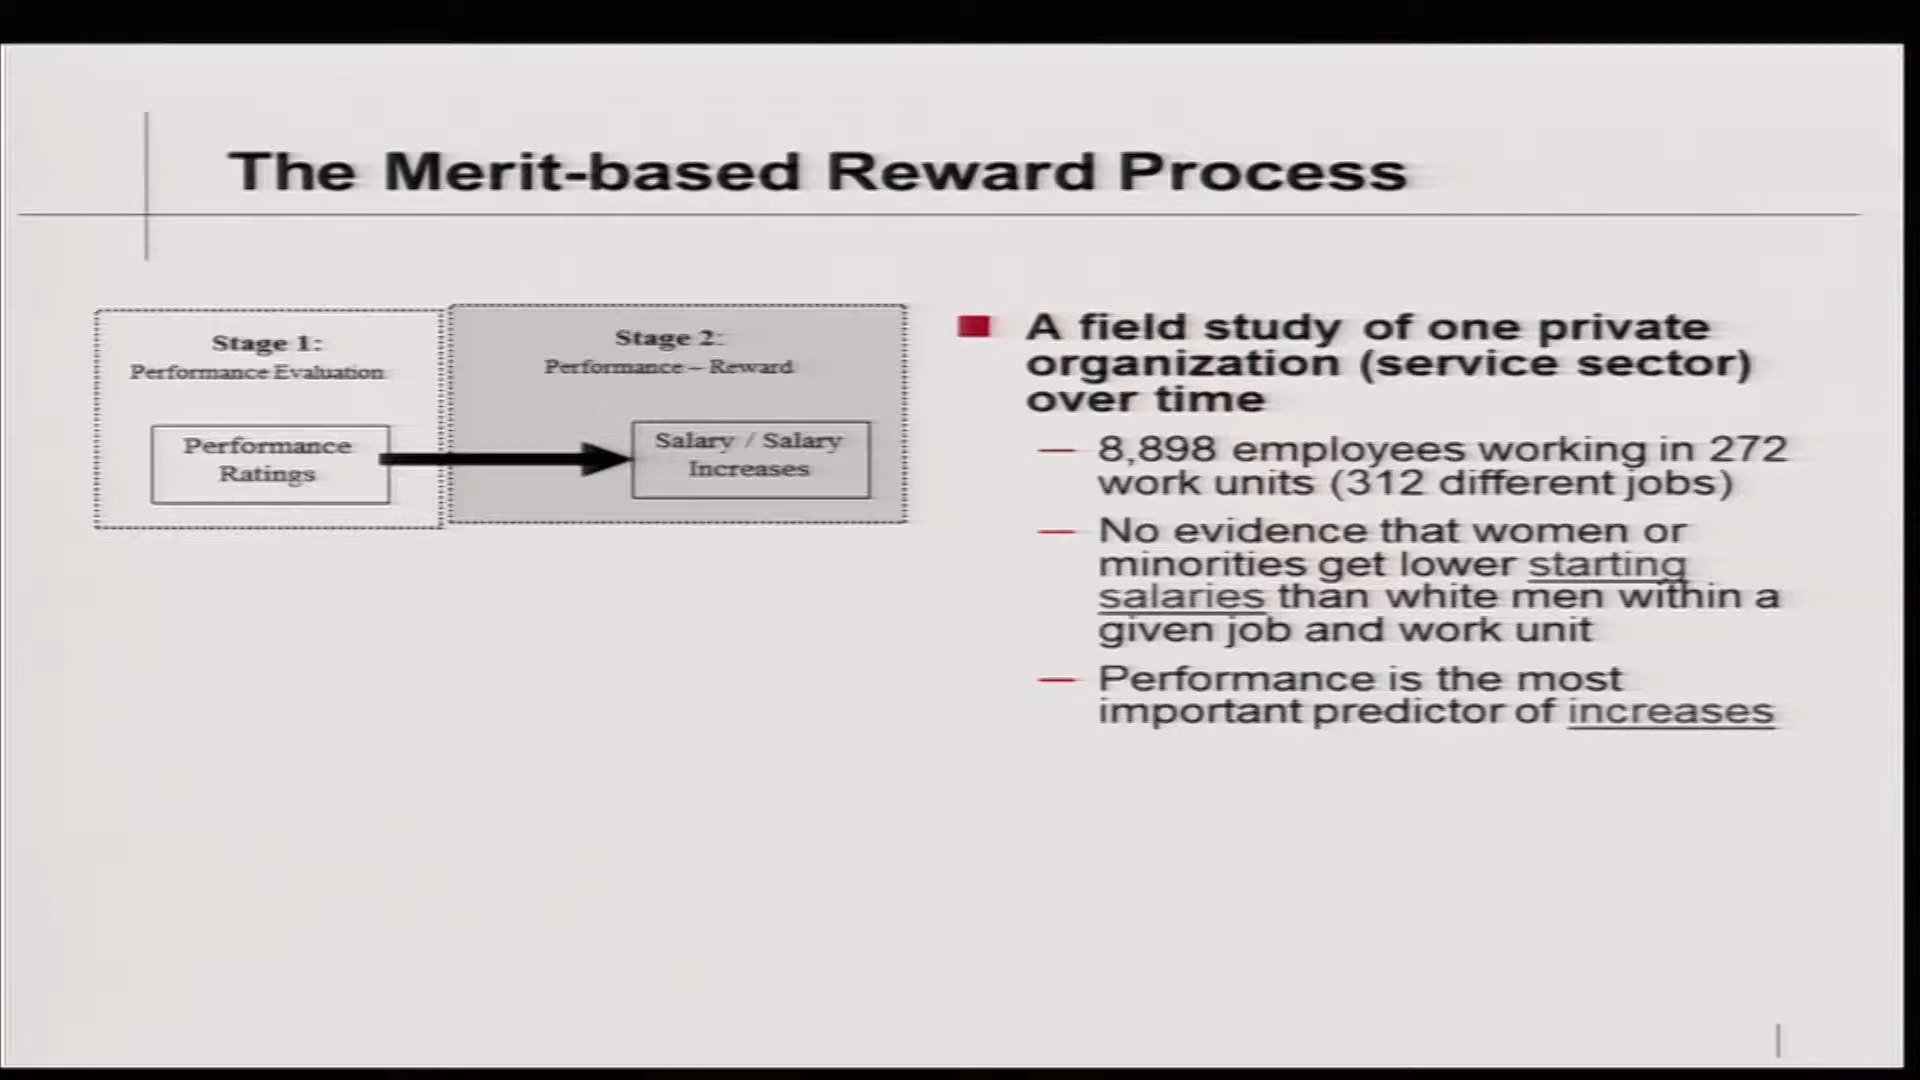 The Merit-based Reward Process
Stage 1:
Performance Evaluation
Performance
Ratings
Stage 2:
Performance – Reward
Salary / Salary
Increases
A field study of one private
organization (service sector)
over time
— 8,898 employees working in 272
work units (312 different jobs)
— No evidence that women or
minorities get lower starting
salaries than white men within a
given job and work unit
— Performance is the most
important predictor of increases